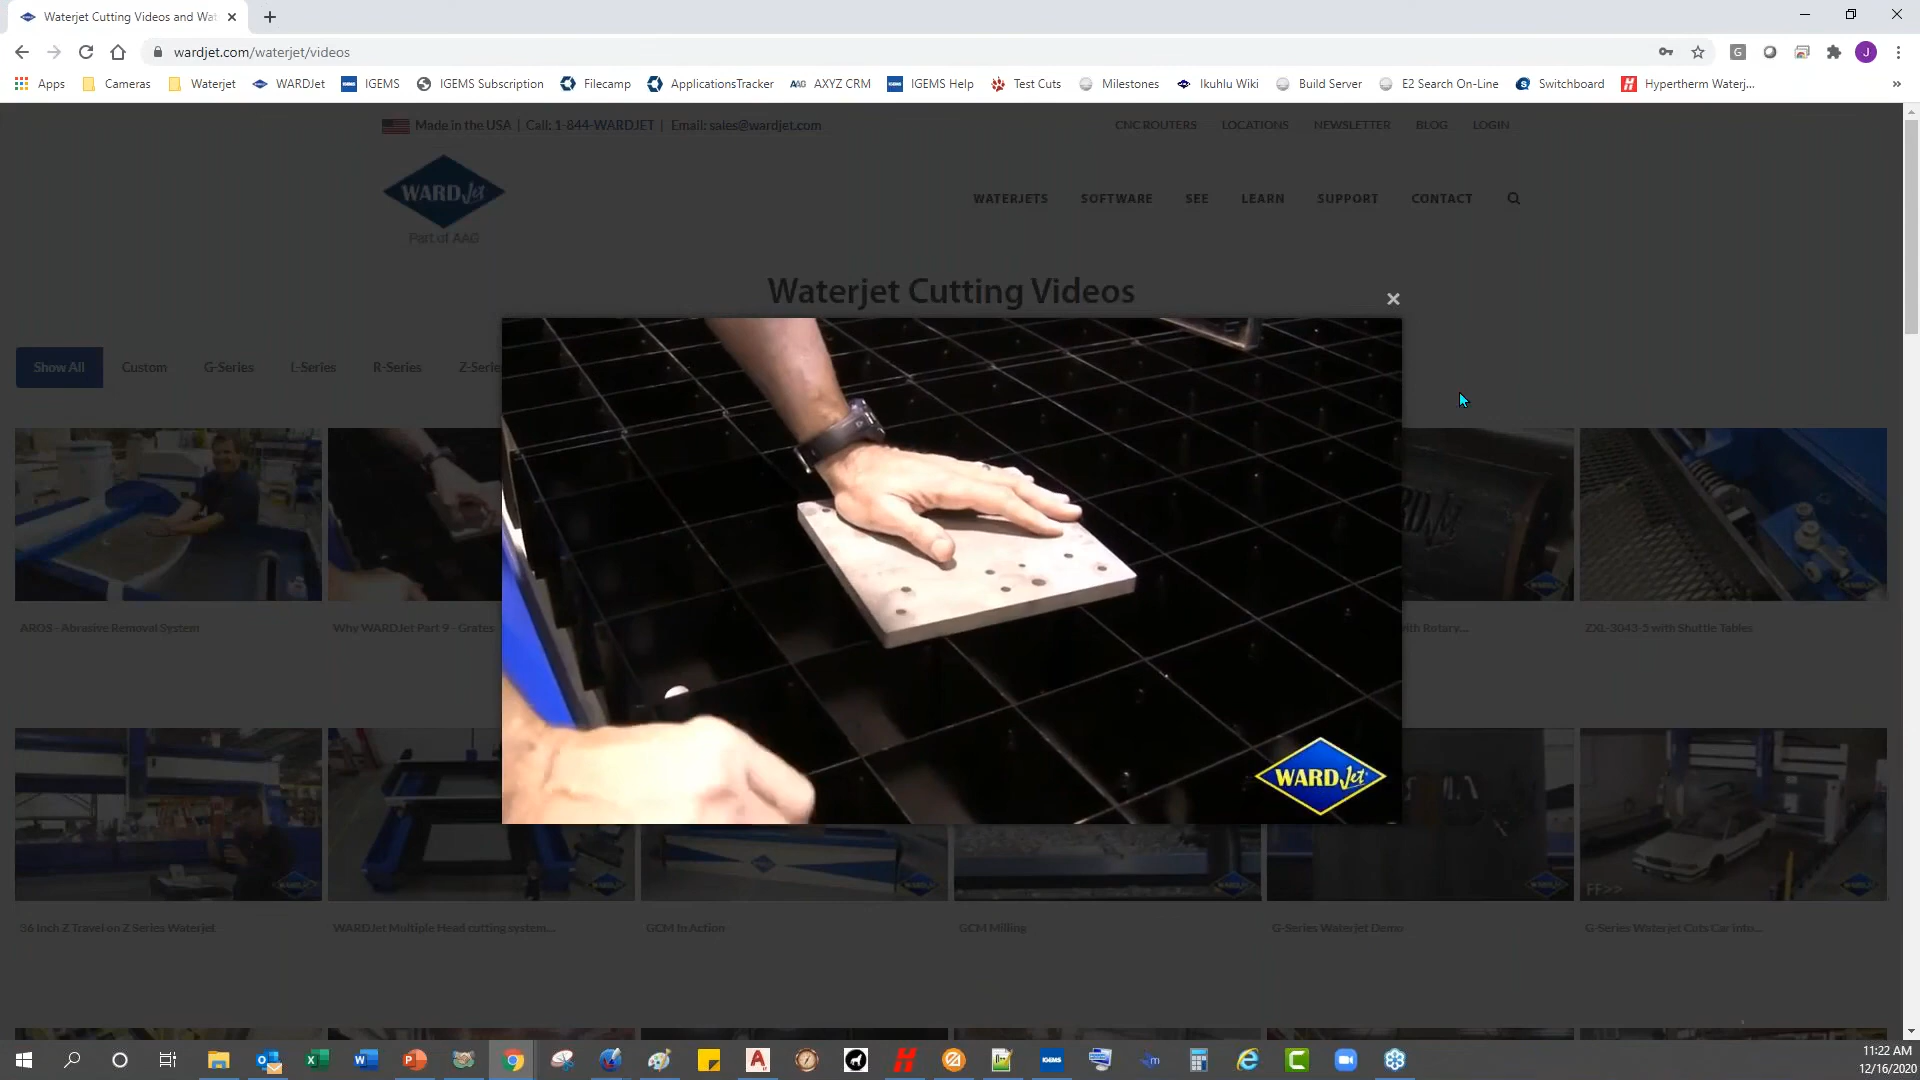 Waterjet Cutting Videos and Wat
wardjet.com/waterjet/videos
Apps Cameras Waterjet WARDJet IGEMS IGEMS Subscription Filecamp ApplicationsTracker AAG AXYZ CRM IGEMS Help Test Cuts Milestones Ikuhlu Wiki Build Server E2 Search On-Line Switchboard Hypertherm Waterj... »
Made in the USA | Call: 1-844-WARDJET | Email: sales@wardjet.com
CNC ROUTERS LOCATIONS NEWSLETTER BLOG LOGIN
WARDJet
Part of AAG
WATERJETS SOFTWARE SEE LEARN SUPPORT CONTACT
Waterjet Cutting Videos
Show All Custom G-Series L-Series R-Series Z-Serie
AROS - Abrasive Removal System
Why WARDJet Part 9 - Grates
with Rotary...
ZXL-3043-5 with Shuttle Tables
WARDJet
FF>>
36 Inch Z Travel on Z Series Waterjet
WARDJet Multiple Head cutting system...
GCM In Action
GCM Milling
G-Series Waterjet Demo
G-Series Waterjet Cuts Car into...
11:22 AM
12/16/2020